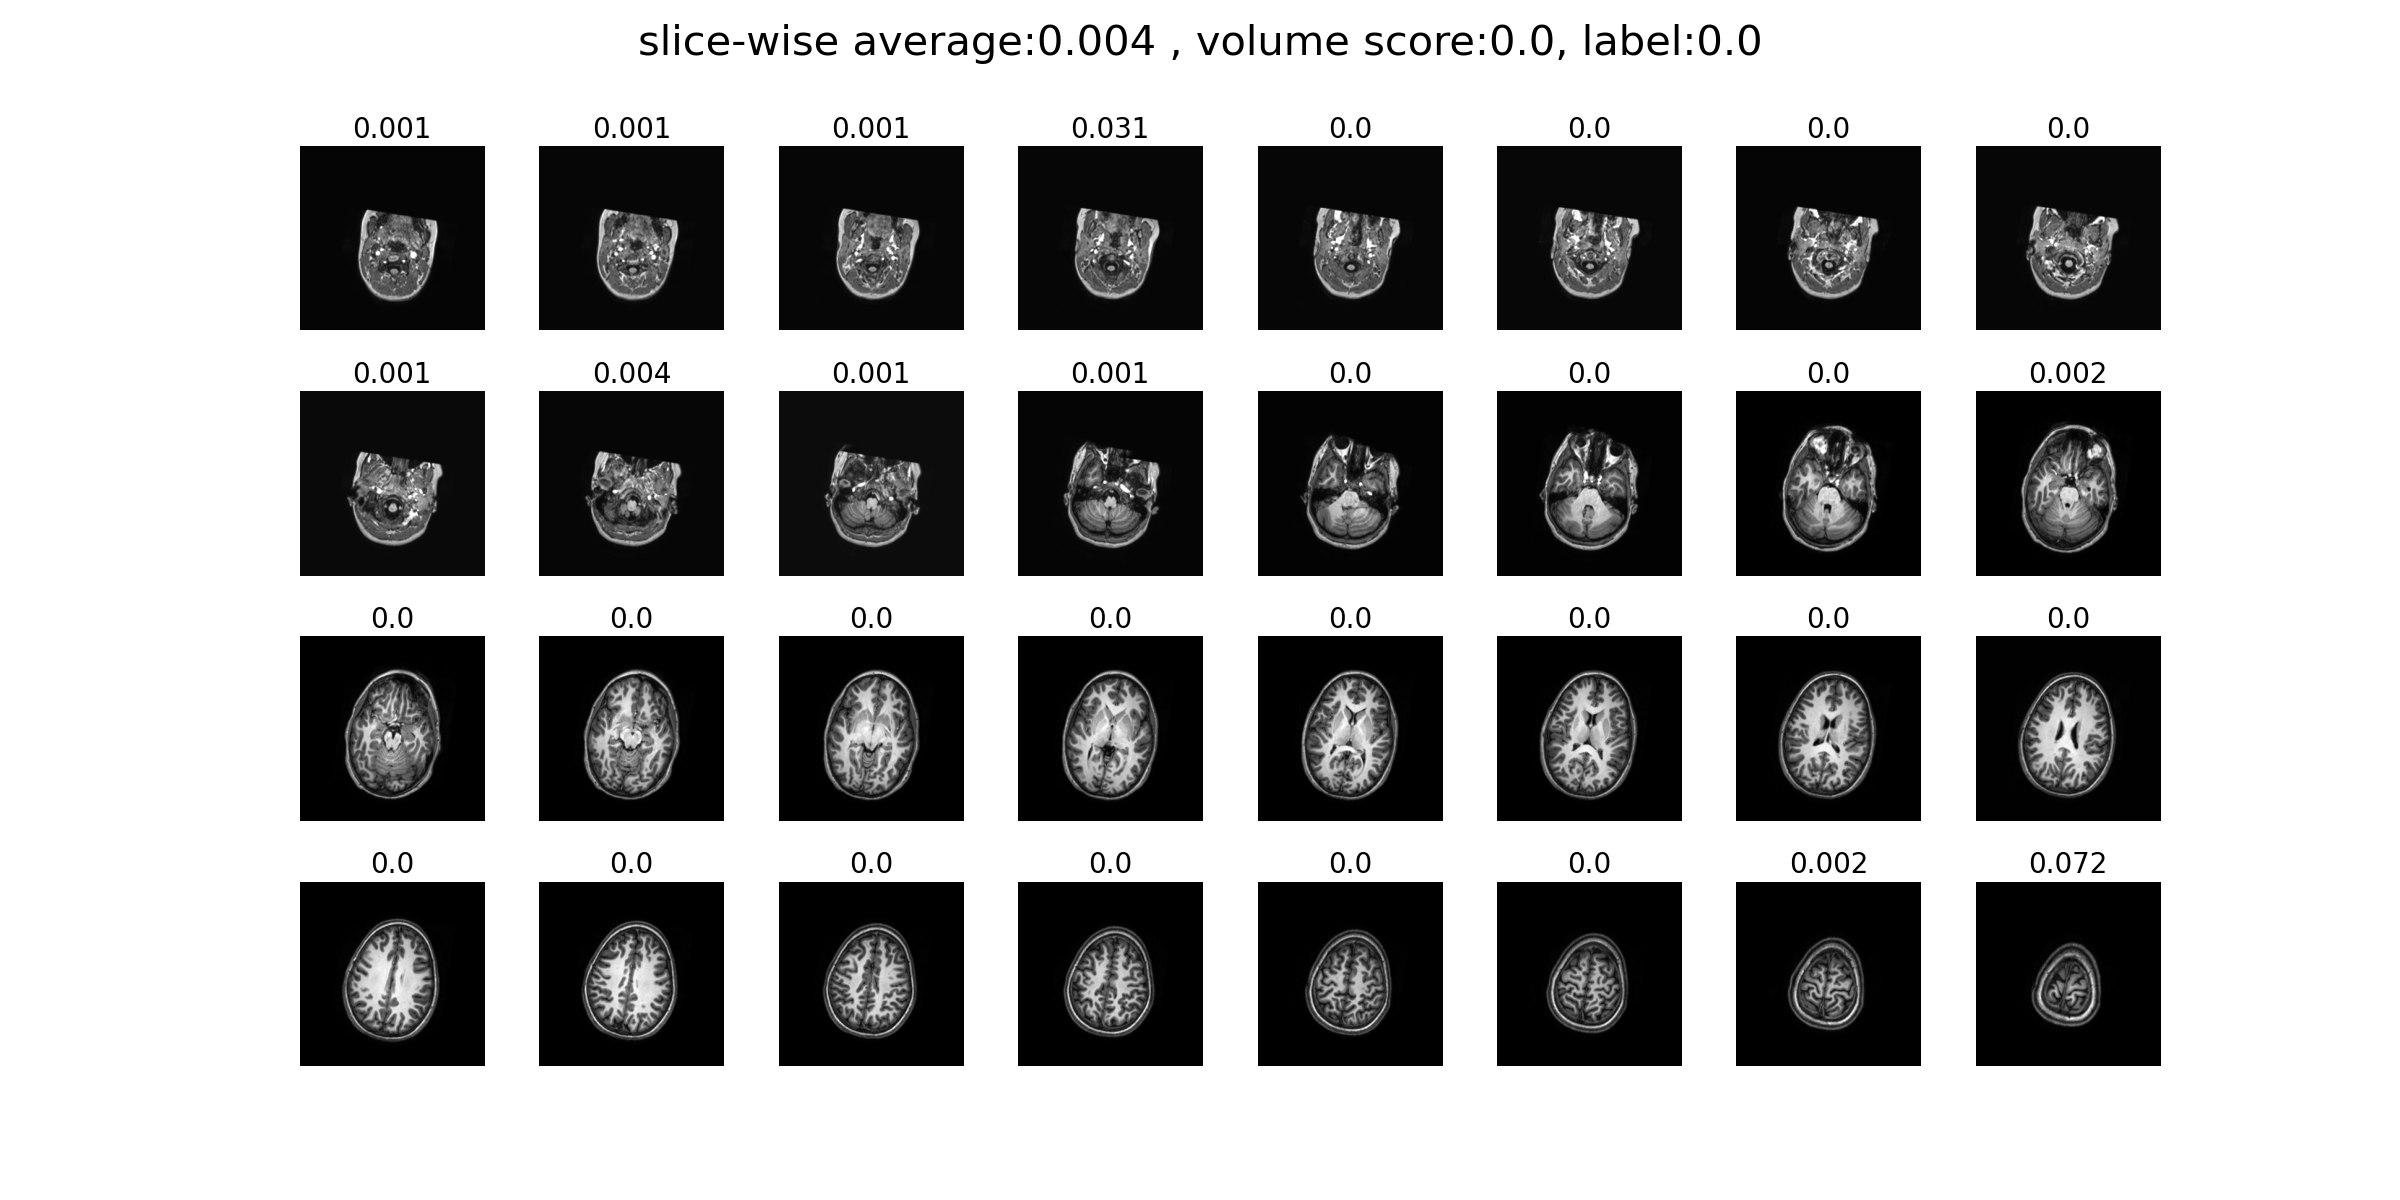 slice-wise average:0.004 , volume score:0.0, label:0.0
0.001 0.001 0.001 0.031 0.0 0.0 0.0 0.0
0.001 0.004 0.001 0.001 0.0 0.0 0.0 0.002
0.0 0.0 0.0 0.0 0.0 0.0 0.0 0.0
0.0 0.0 0.0 0.0 0.0 0.0 0.002 0.072